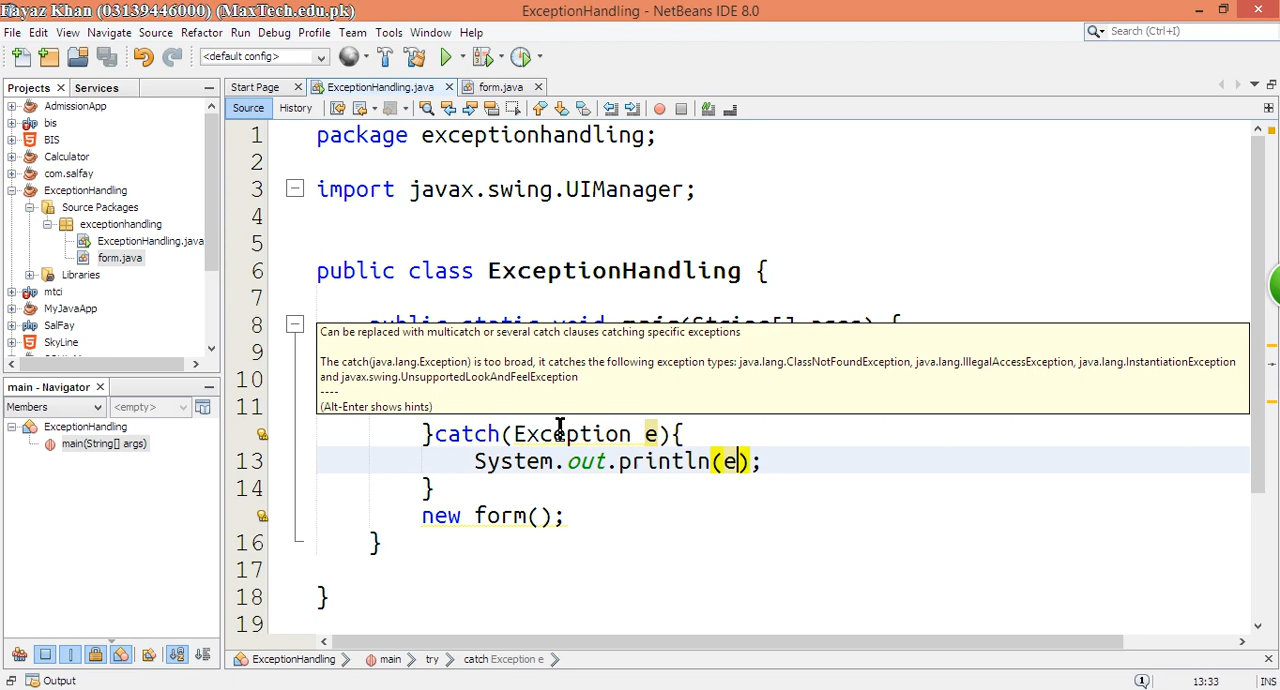 Fayaz Khan (03139446000) (MaxTech.edu.pk)
ExceptionHandling - NetBeans IDE 8.0
File Edit View Navigate Source Refactor Run Debug Profile Team Tools Window Help
Search (Ctrl+I)
<default config>
Projects Services
Start Page ExceptionHandling.java form.java
Source History
AdmissionApp
bis
BIS
Calculator
com.salfay
ExceptionHandling
Source Packages
exceptionhandling
ExceptionHandling.java
form.java
Libraries
mtci
MyJavaApp
SalFay
SkyLine
main - Navigator
Members <empty>
ExceptionHandling
main(String[] args)
1 package exceptionhandling;
2
3 import javax.swing.UIManager;
4
5
6 public class ExceptionHandling {
7
8 public static void main(String[] args) {
9
Can be replaced with multicatch or several catch clauses catching specific exceptions
The catch(java.lang.Exception) is too broad, it catches the following exception types: java.lang.ClassNotFoundException, java.lang.IllegalAccessException, java.lang.InstantiationException
and javax.swing.UnsupportedLookAndFeelException
----
(Alt-Enter shows hints)
10
11
}catch(Exception e){
13 System.out.println(e);
14 }
new form();
16 }
17
18 }
19
ExceptionHandling main try catch Exception e
Output
1
13:33 INS